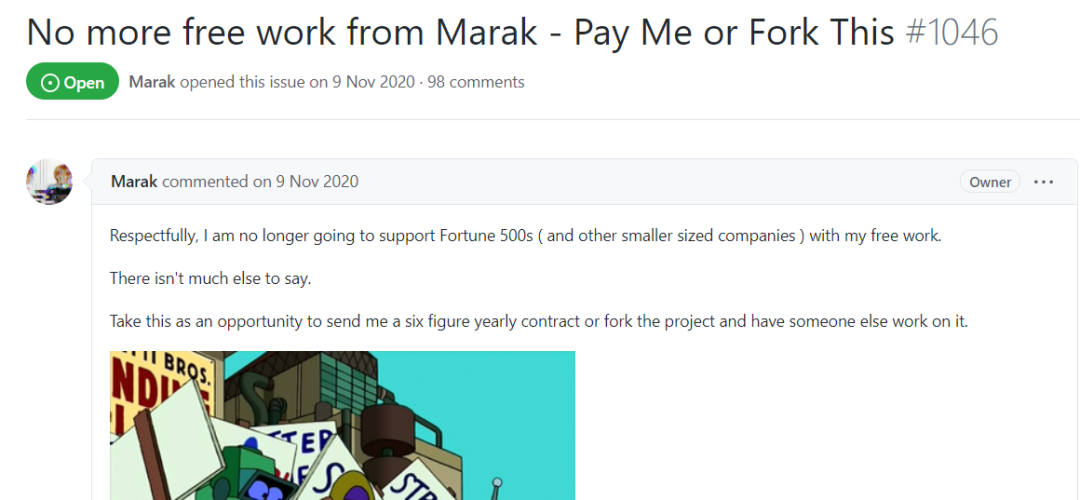 No more free work from Marak - Pay Me or Fork This #1046
Open
Marak opened this issue on 9 Nov 2020 · 98 comments
Marak commented on 9 Nov 2020
Owner
Respectfully, I am no longer going to support Fortune 500s ( and other smaller sized companies ) with my free work.
There isn't much else to say.
Take this as an opportunity to send me a six figure yearly contract or fork the project and have someone else work on it.
BROS.